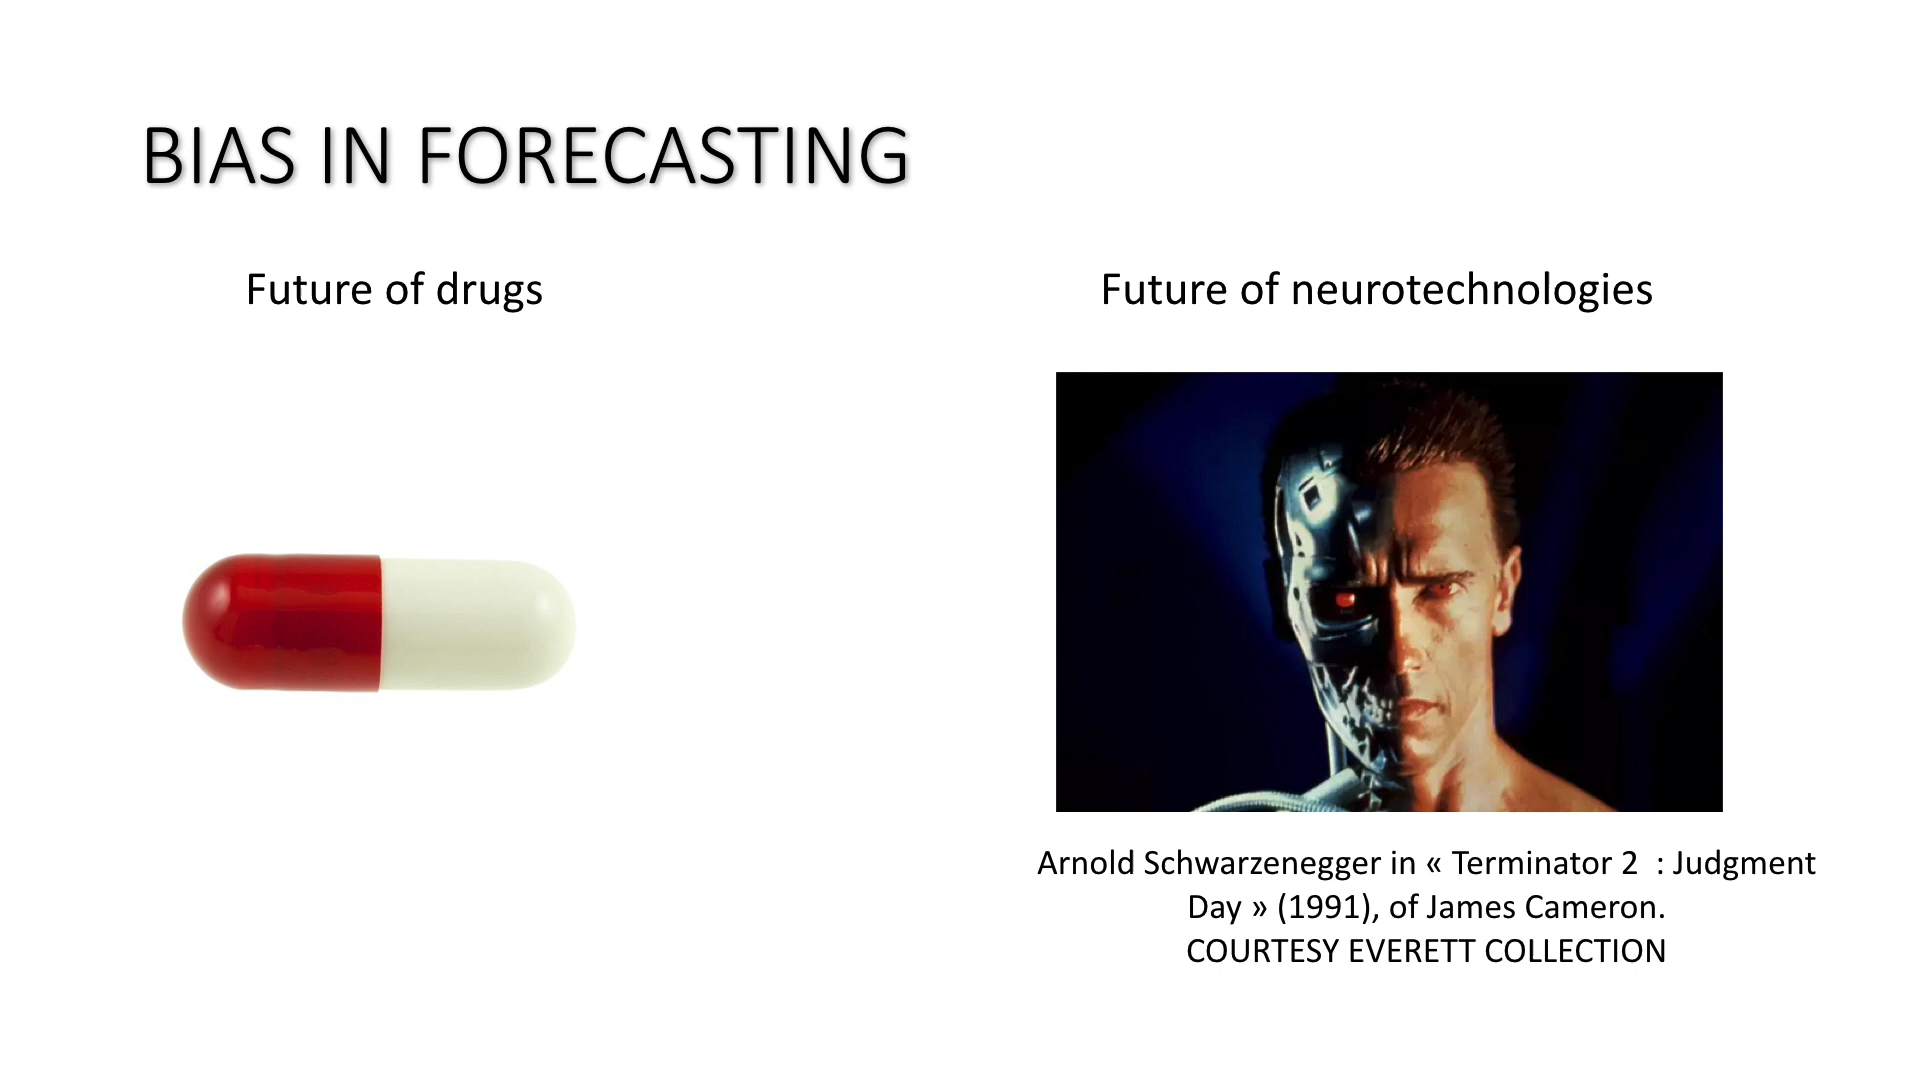 BIAS IN FORECASTING
Future of drugs
Future of neurotechnologies
Arnold Schwarzenegger in « Terminator 2  : Judgment
Day » (1991), of James Cameron.
COURTESY EVERETT COLLECTION